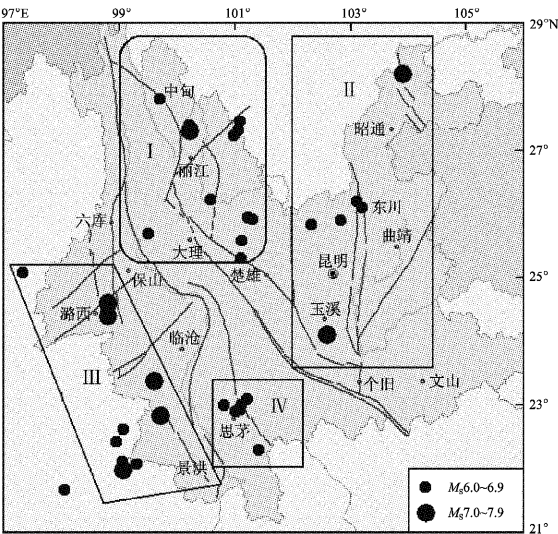 97°E 99° 101° 103° 105° 29°N
中甸
II
昭通
I
27°
丽江
六库
东川
大理
曲靖
楚雄
昆明
25°
保山
潞西
玉溪
临沧
III
个旧
文山
IV
23°
思茅
景洪
Ms6.0~6.9
Ms7.0~7.9
21°